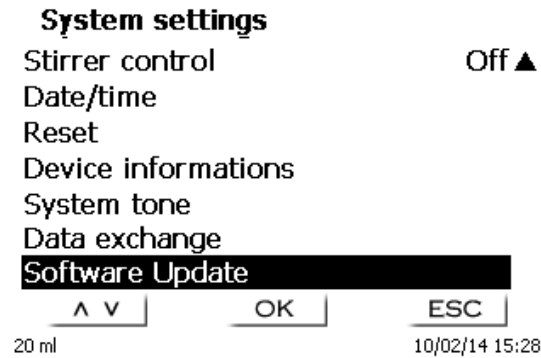 System settings
Stirrer control Off ▲
Date/time
Reset
Device informations
System tone
Data exchange
Software Update
∧ ∨ OK ESC
20 ml 10/02/14 15:28